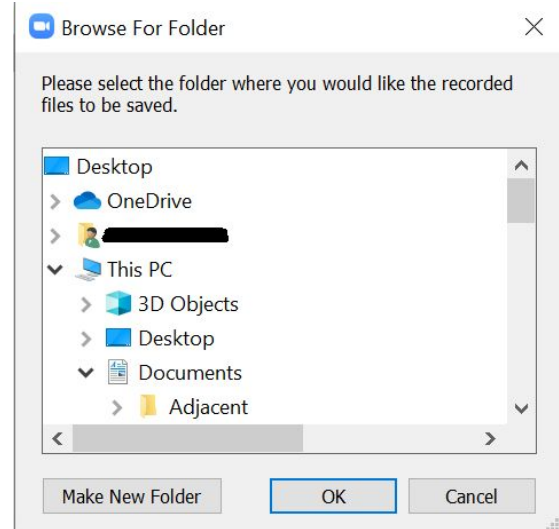 Browse For Folder
Please select the folder where you would like the recorded
files to be saved.
Desktop
OneDrive
This PC
3D Objects
Desktop
Documents
Adjacent
Make New Folder OK Cancel